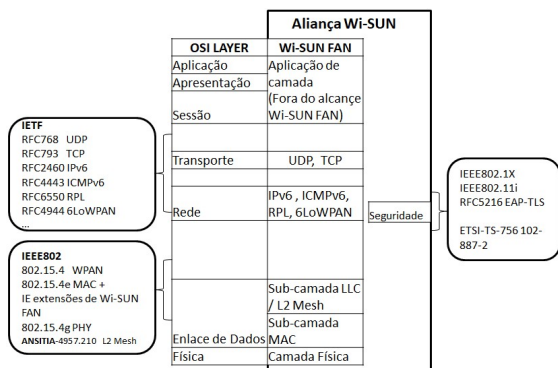 Aliança Wi-SUN
OSI LAYER
Wi-SUN FAN
Aplicação
Apresentação
Sessão
Aplicação de
camada
(Fora do alcançe
Wi-SUN FAN)
Transporte
UDP, TCP
Rede
IPv6 , ICMPv6,
RPL, 6LoWPAN
Sub-camada LLC
/ L2 Mesh
Enlace de Dados
Sub-camada
MAC
Física
Camada Física
Seguridade
IETF
RFC768 UDP
RFC793 TCP
RFC2460 IPv6
RFC4443 ICMPv6
RFC6550 RPL
RFC4944 6LoWPAN
...
IEEE802
802.15.4 WPAN
802.15.4e MAC +
IE extensões de Wi-SUN
FAN
802.15.4g PHY
ANSITIA-4957.210 L2 Mesh
IEEE802.1X
IEEE802.11i
RFC5216 EAP-TLS
ETSI-TS-756 102-
887-2